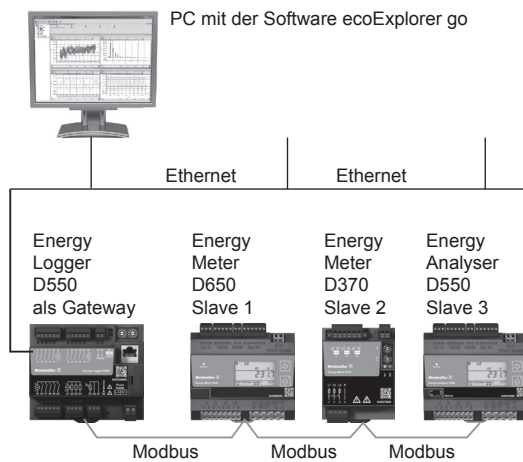 PC mit der Software ecoExplorer go
Ethernet
Ethernet
Energy
Logger
D550
als Gateway
Energy
Meter
D650
Slave 1
Energy
Meter
D370
Slave 2
Energy
Analyser
D550
Slave 3
Modbus
Modbus
Modbus